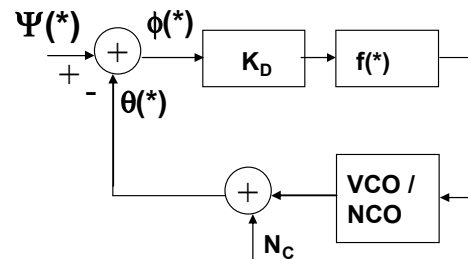 Ψ(*)
+
ϕ(*)
K_D
f(*)
+
-
θ(*)
+
VCO /
NCO
N_C